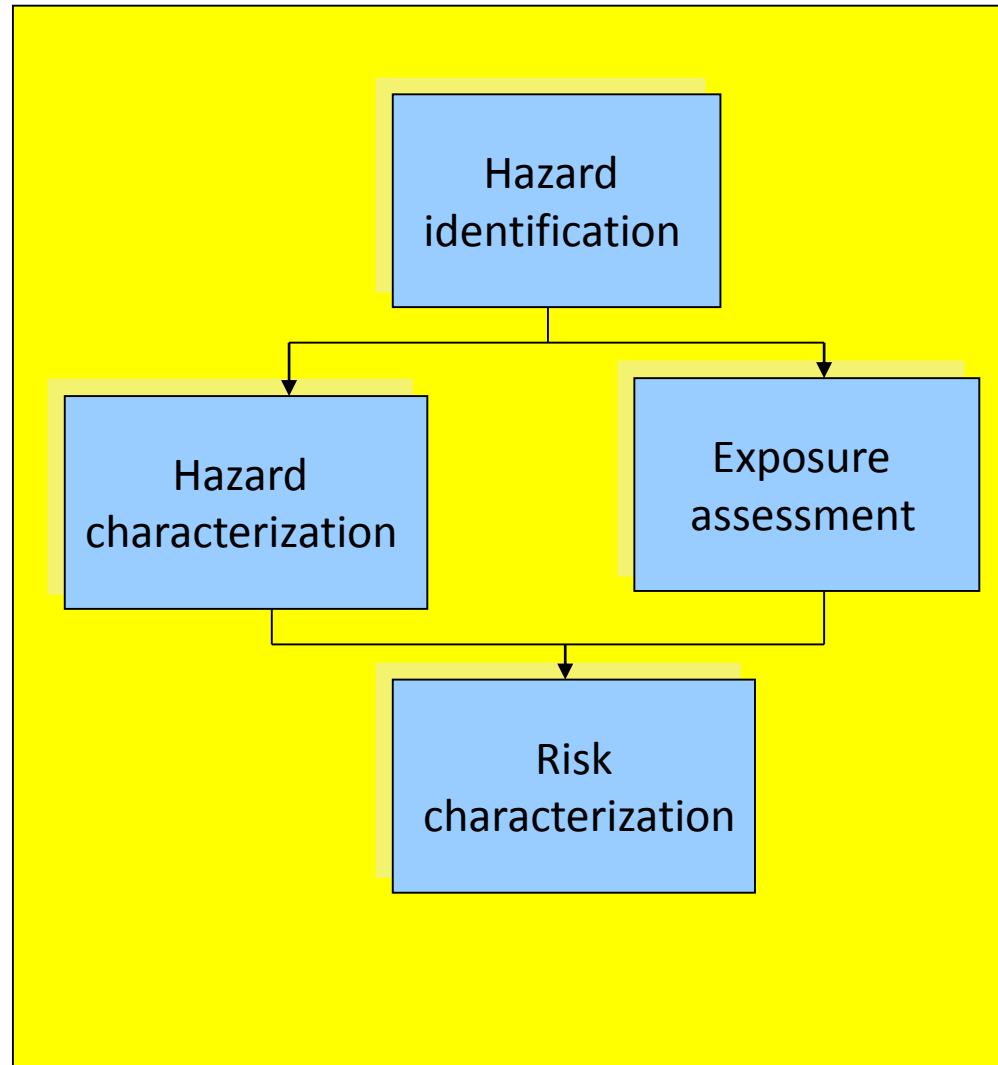 Hazard
identification
Hazard
characterization
Exposure
assessment
Risk
characterization